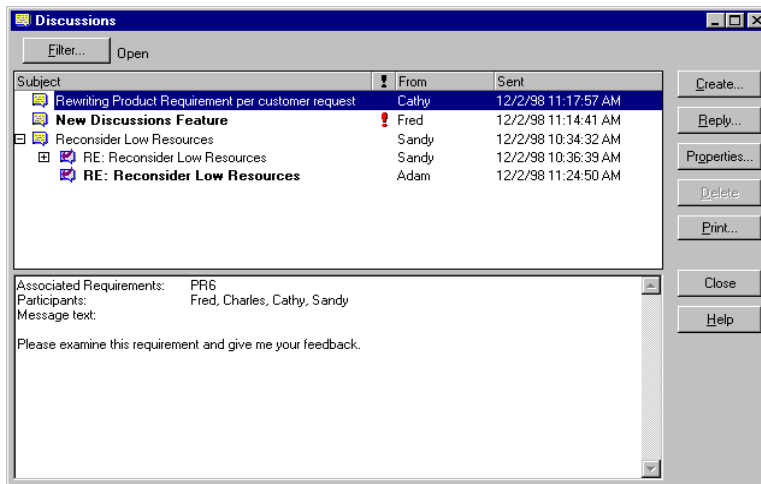 Discussions
Filter... Open
Subject ! From Sent
Rewriting Product Requirement per customer request Cathy 12/2/98 11:17:57 AM
New Discussions Feature ! Fred 12/2/98 11:14:41 AM
Reconsider Low Resources Sandy 12/2/98 10:34:32 AM
RE: Reconsider Low Resources Sandy 12/2/98 10:36:39 AM
RE: Reconsider Low Resources Adam 12/2/98 11:24:50 AM
Create...
Reply...
Properties...
Delete
Print...
Close
Help
Associated Requirements: PR6
Participants: Fred, Charles, Cathy, Sandy
Message text:
Please examine this requirement and give me your feedback.